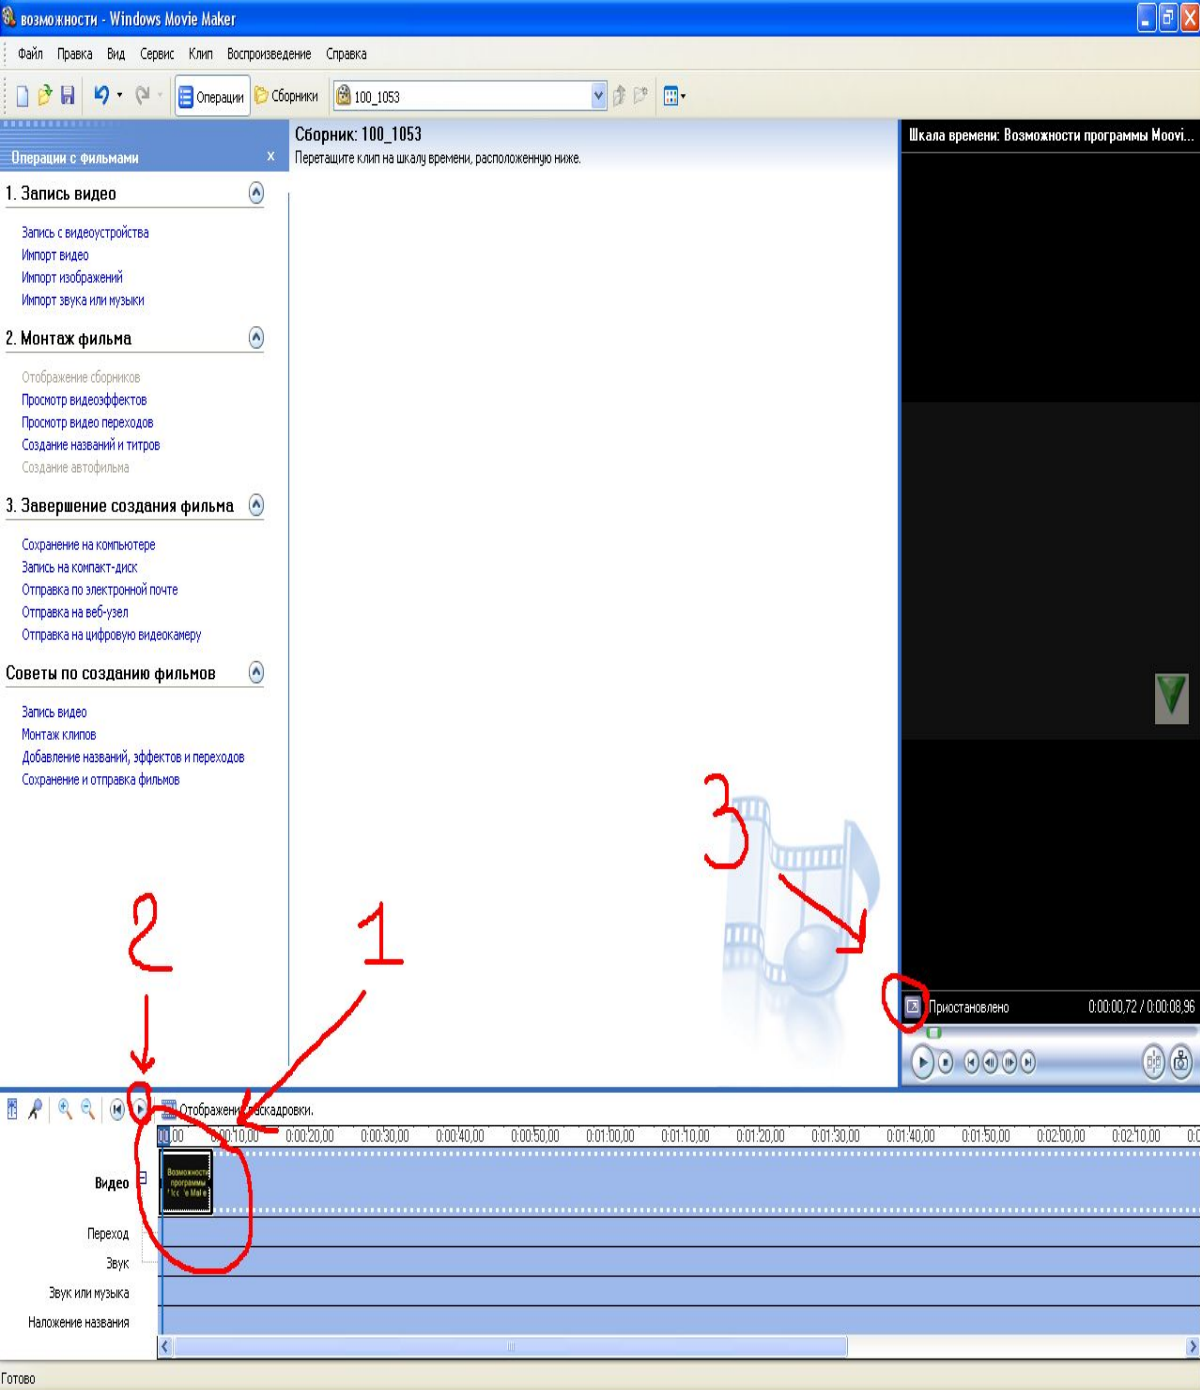 возможности - Windows Movie Maker
Файл Правка Вид Сервис Клип Воспроизведение Справка
Операции Сборники 100_1053
Операции с фильмами x
Сборник: 100_1053
Перетащите клип на шкалу времени, расположенную ниже.
Шкала времени: Возможности программы Moovi...
1. Запись видео
Запись с видеоустройства
Импорт видео
Импорт изображений
Импорт звука или музыки
2. Монтаж фильма
Отображение сборников
Просмотр видеоэффектов
Просмотр видео переходов
Создание названий и титров
Создание автофильма
3. Завершение создания фильма
Сохранение на компьютере
Запись на компакт-диск
Отправка по электронной почте
Отправка на веб-узел
Отправка на цифровую видеокамеру
Советы по созданию фильмов
Запись видео
Монтаж клипов
Добавление названий, эффектов и переходов
Сохранение и отправка фильмов
3
2
1
Приостановлено 0:00:00,72 / 0:00:08,96
Отображение раскадровки.
0:00:10,00 0:00:20,00 0:00:30,00 0:00:40,00 0:00:50,00 0:01:00,00 0:01:10,00 0:01:20,00 0:01:30,00 0:01:40,00 0:01:50,00 0:02:00,00 0:02:10,00
Видео
Возможности
программы
Переход
Звук
Звук или музыка
Наложение названия
Готово